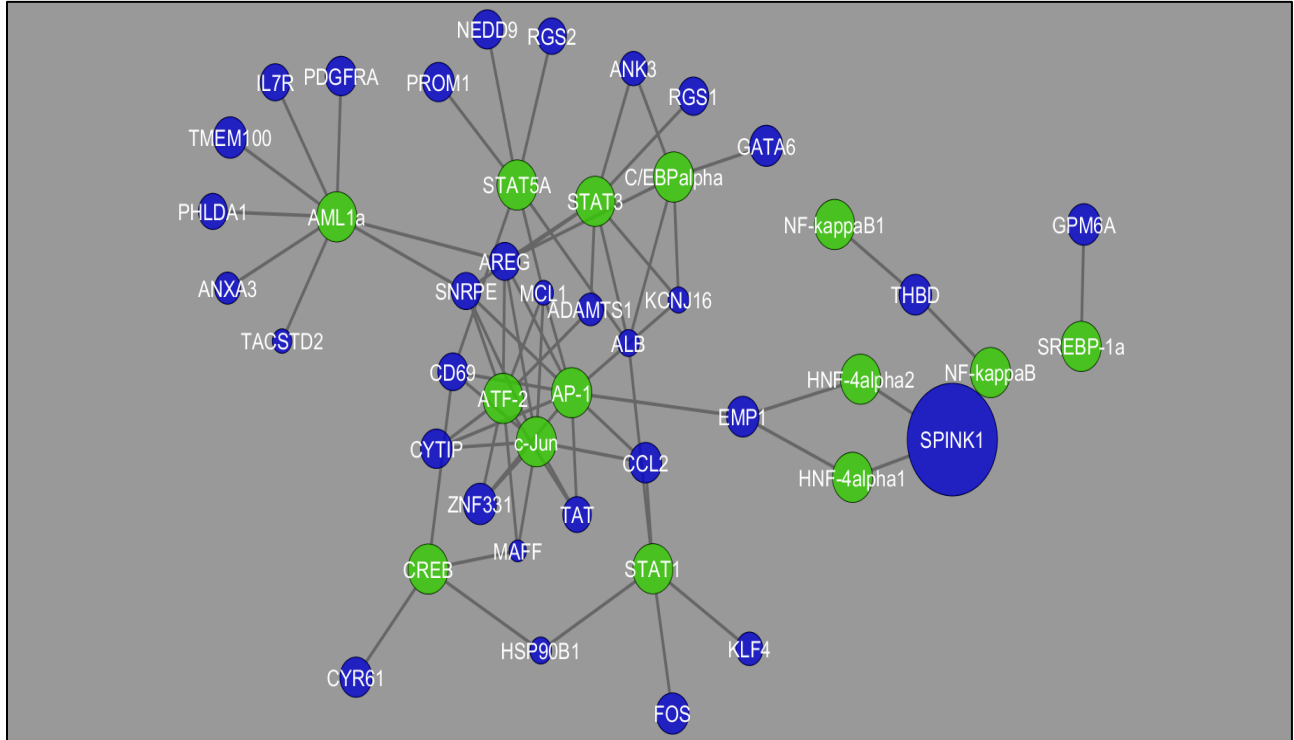 NEDD9
RGS2
IL7R
PDGFRA
PROM1
ANK3
RGS1
TMEM100
GATA6
STAT5A
C/EBPalpha
STAT3
PHLDA1
AML1a
NF-kappaB1
GPM6A
AREG
ANXA3
SNRPE
MCL1
ADAMTS1
KCNJ16
THBD
TACSTD2
ALB
SREBP-1a
CD69
ATF-2
AP-1
HNF-4alpha2
NF-kappaB
EMP1
SPINK1
CYTIP
c-Jun
CCL2
HNF-4alpha1
ZNF331
TAT
MAFF
CREB
STAT1
HSP90B1
KLF4
CYR61
FOS